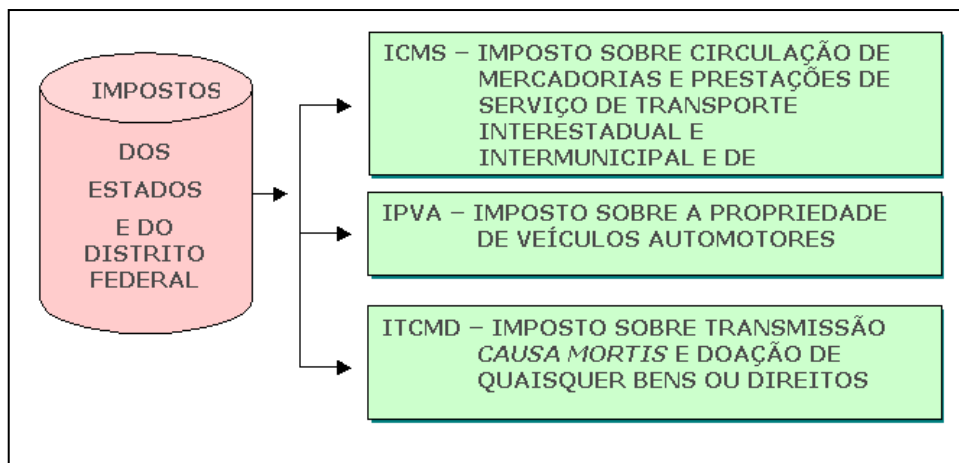 IMPOSTOS
DOS
ESTADOS
E DO
DISTRITO
FEDERAL
ICMS – IMPOSTO SOBRE CIRCULAÇÃO DE
MERCADORIAS E PRESTAÇÕES DE
SERVIÇO DE TRANSPORTE
INTERESTADUAL E
INTERMUNICIPAL E DE
IPVA – IMPOSTO SOBRE A PROPRIEDADE
DE VEÍCULOS AUTOMOTORES
ITCMD – IMPOSTO SOBRE TRANSMISSÃO
CAUSA MORTIS E DOAÇÃO DE
QUAISQUER BENS OU DIREITOS